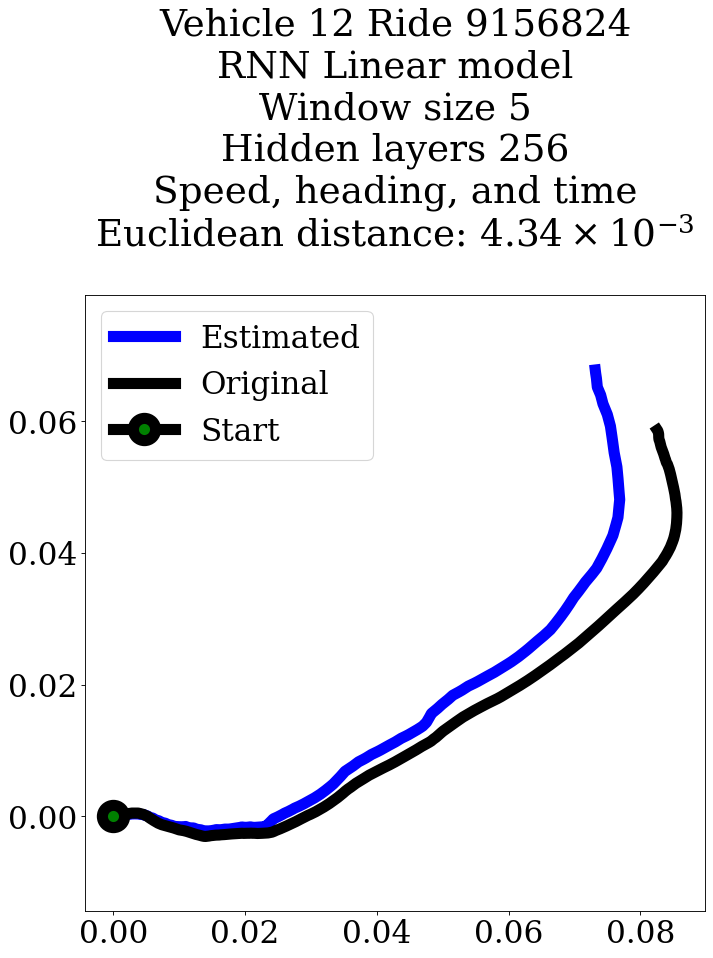 Vehicle 12 Ride 9156824
RNN Linear model
Window size 5
Hidden layers 256
Speed, heading, and time
Euclidean distance: 4.34 × 10⁻³
Estimated
Original
Start
0.06
0.04
0.02
0.00
0.00 0.02 0.04 0.06 0.08